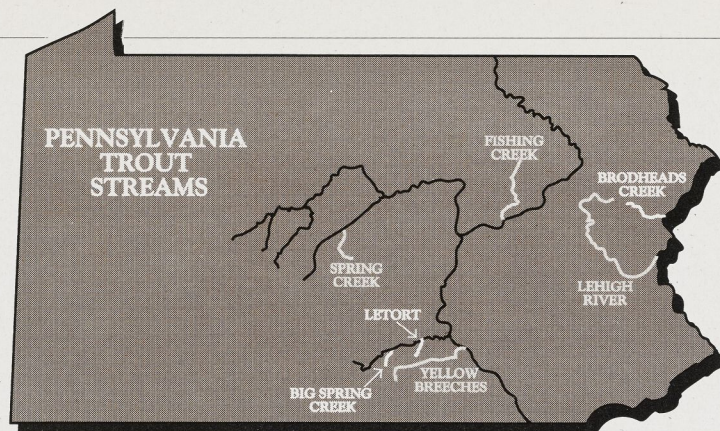 PENNSYLVANIA
TROUT
STREAMS
FISHING
CREEK
BRODHEADS
CREEK
SPRING
CREEK
LEHIGH
RIVER
LETORT
YELLOW
BREECHES
BIG SPRING
CREEK